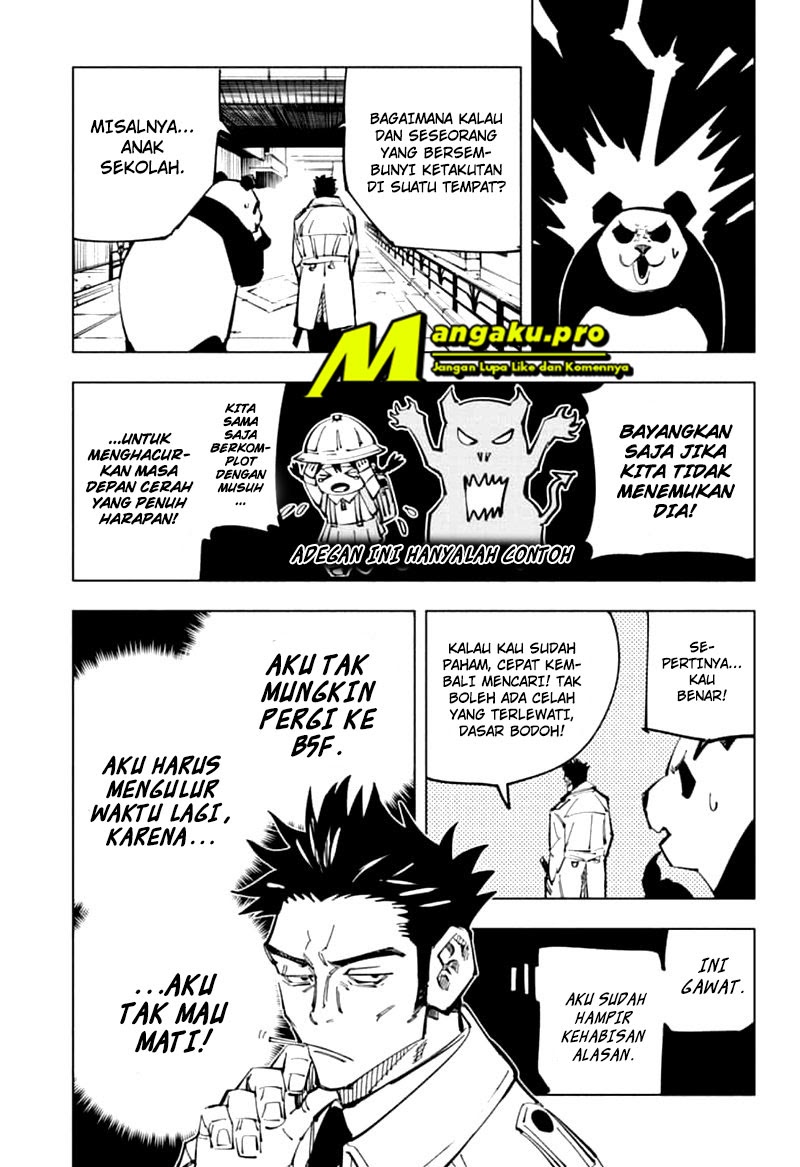 BAGAIMANA KALAU
DAN SESEORANG
YANG BERSEM-
BUNYI KETAKUTAN
DI SUATU TEMPAT?
MISALNYA...
ANAK
SEKOLAH.
Mangaku.pro
Jangan Lupa Like dan Komennya
BAYANGKAN
SAJA JIKA
KITA TIDAK
MENEMUKAN
DIA!
KITA
SAMA
SAJA
BERKOM-
PLOT
DENGAN
MUSUH
...
...UNTUK
MENGHACUR-
KAN MASA
DEPAN CERAH
YANG PENUH
HARAPAN!
ADEGAN INI HANYALAH CONTOH
SE-
PERTINYA...
KAU
BENAR!
KALAU KAU SUDAH
PAHAM, CEPAT KEM-
BALI MENCARI! TAK
BOLEH ADA CELAH
YANG TERLEWATI,
DASAR BODOH!
INI
GAWAT.
AKU SUDAH
HAMPIR
KEHABISAN
ALASAN.
AKU TAK
MUNGKIN
PERGI KE
B5F.
AKU HARUS
MENGULUR
WAKTU LAGI,
KARENA...
...AKU
TAK MAU
MATI!